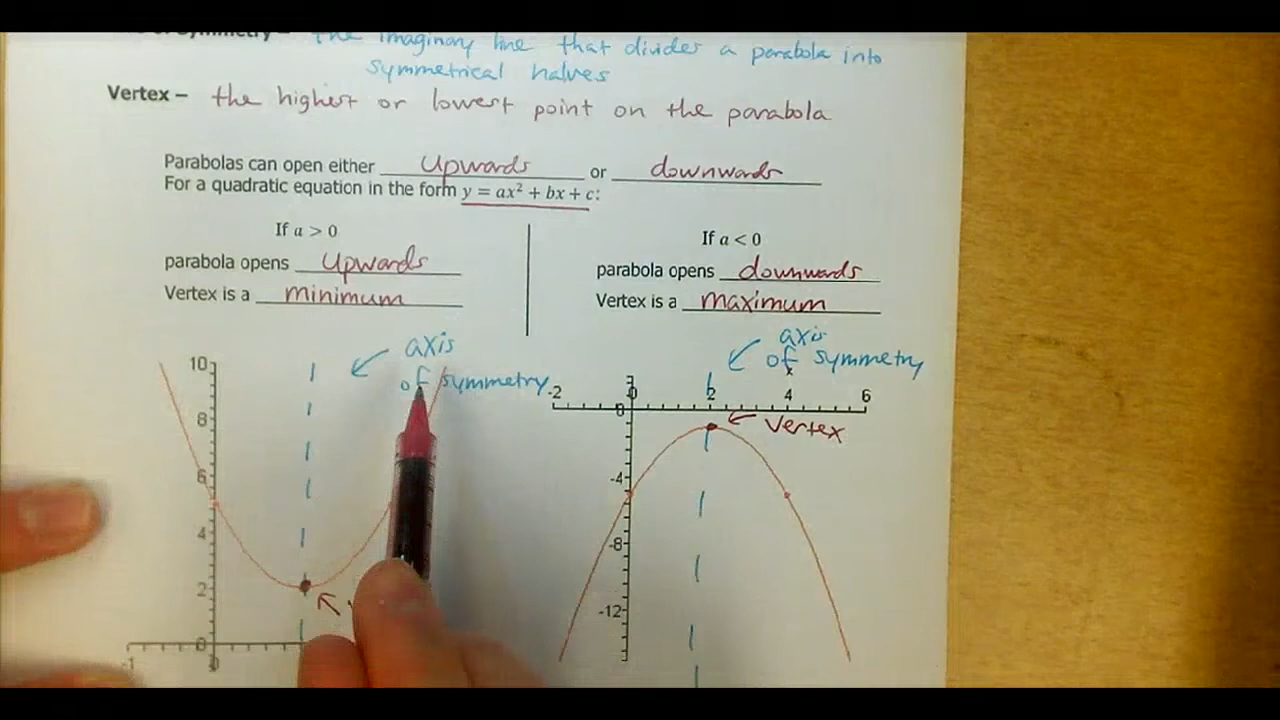 of Symmetry – the imaginary line that divides a parabola into
symmetrical halves
Vertex – the highest or lowest point on the parabola
Parabolas can open either upwards or downwards
For a quadratic equation in the form y = ax² + bx + c:
If a > 0
parabola opens upwards
Vertex is a minimum
If a < 0
parabola opens downwards
Vertex is a maximum
axis
of symmetry
10
8
6
4
2
0
-1
0
axis
of symmetry
x
-2
0
2
4
6
0
vertex
-4
-8
-12